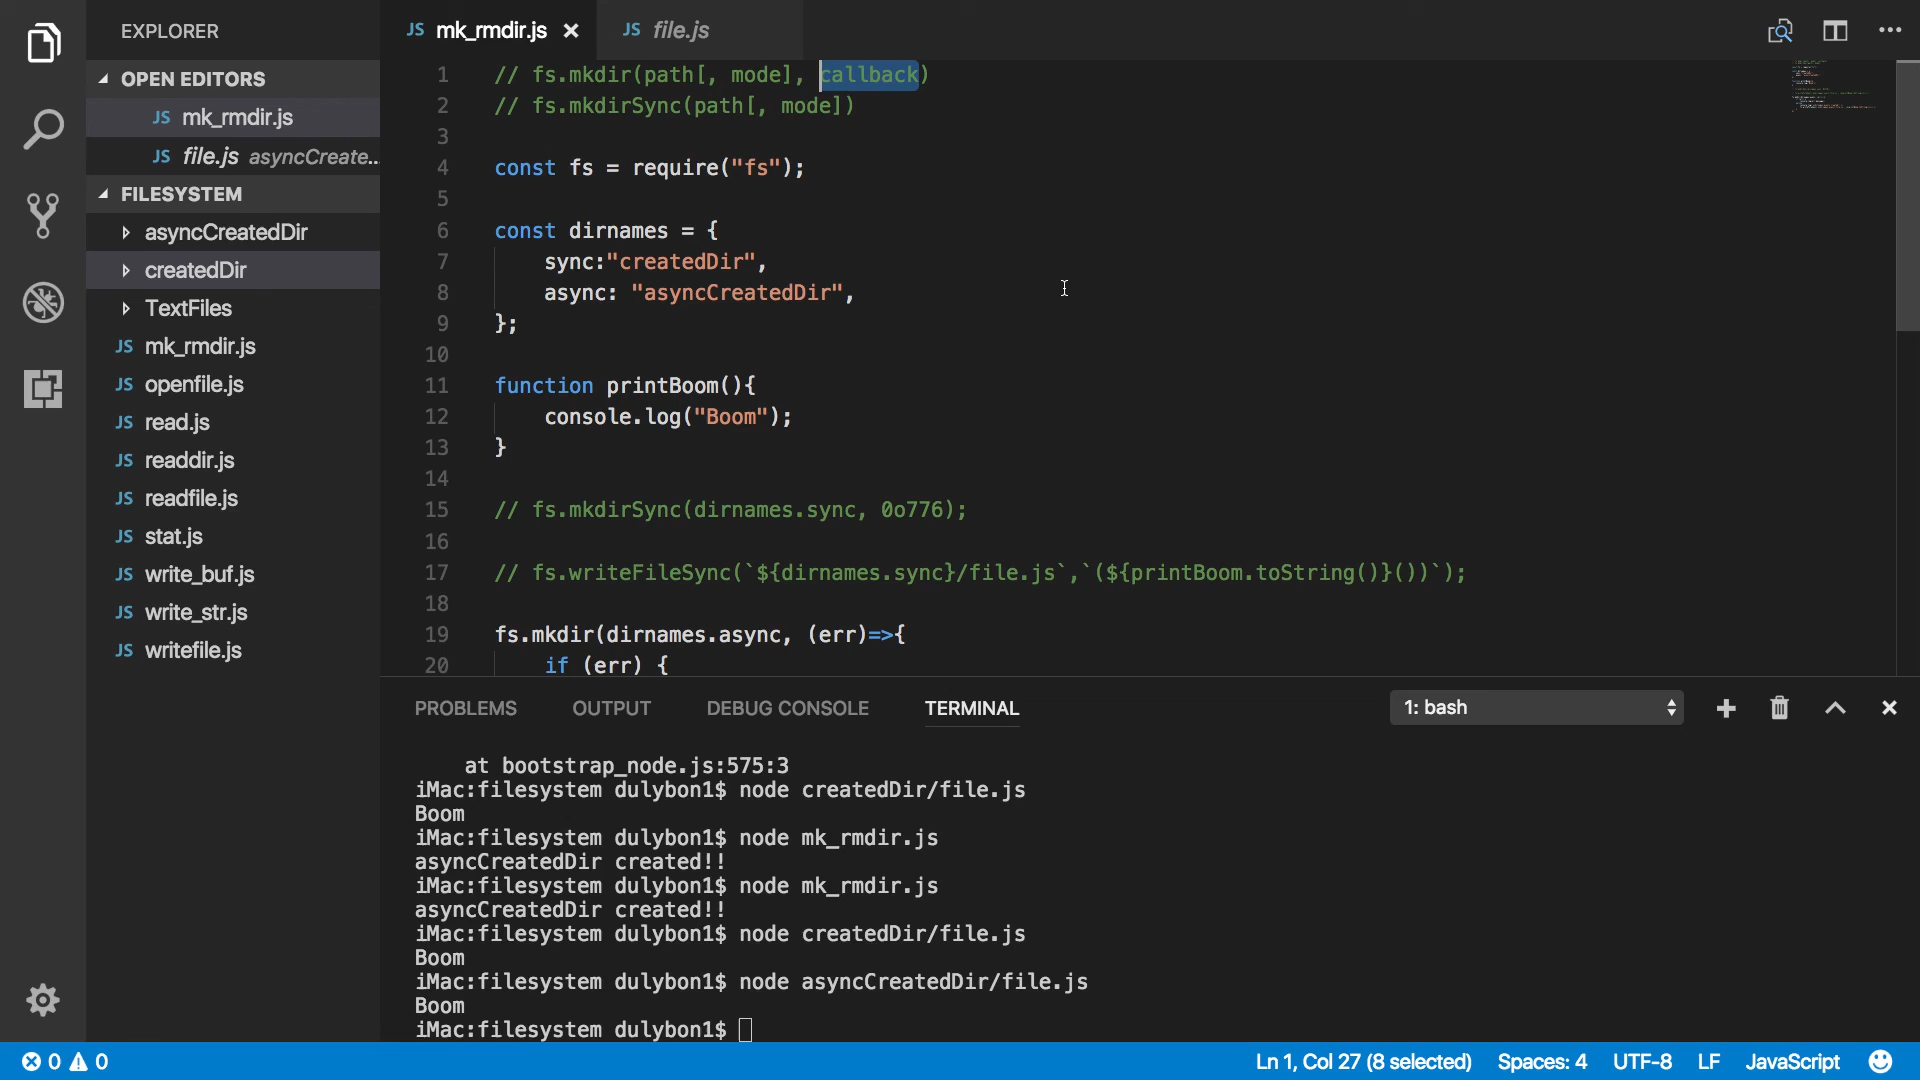 EXPLORER
OPEN EDITORS
JS mk_rmdir.js
JS file.js asyncCreate...
FILESYSTEM
asyncCreatedDir
createdDir
TextFiles
JS mk_rmdir.js
JS openfile.js
JS read.js
JS readdir.js
JS readfile.js
JS stat.js
JS write_buf.js
JS write_str.js
JS writefile.js
JS mk_rmdir.js
JS file.js
1 // fs.mkdir(path[, mode], callback)
2 // fs.mkdirSync(path[, mode])
3
4 const fs = require("fs");
5
6 const dirnames = {
7 sync:"createdDir",
8 async: "asyncCreatedDir",
9 };
10
11 function printBoom(){
12 console.log("Boom");
13 }
14
15 // fs.mkdirSync(dirnames.sync, 0o776);
16
17 // fs.writeFileSync(`${dirnames.sync}/file.js`,`(${printBoom.toString()}())`);
18
19 fs.mkdir(dirnames.async, (err)=>{
20 if (err) {
PROBLEMS OUTPUT DEBUG CONSOLE TERMINAL 1: bash
at bootstrap_node.js:575:3
iMac:filesystem dulybon1$ node createdDir/file.js
Boom
iMac:filesystem dulybon1$ node mk_rmdir.js
asyncCreatedDir created!!
iMac:filesystem dulybon1$ node mk_rmdir.js
asyncCreatedDir created!!
iMac:filesystem dulybon1$ node createdDir/file.js
Boom
iMac:filesystem dulybon1$ node asyncCreatedDir/file.js
Boom
iMac:filesystem dulybon1$
0 0 Ln 1, Col 27 (8 selected) Spaces: 4 UTF-8 LF JavaScript